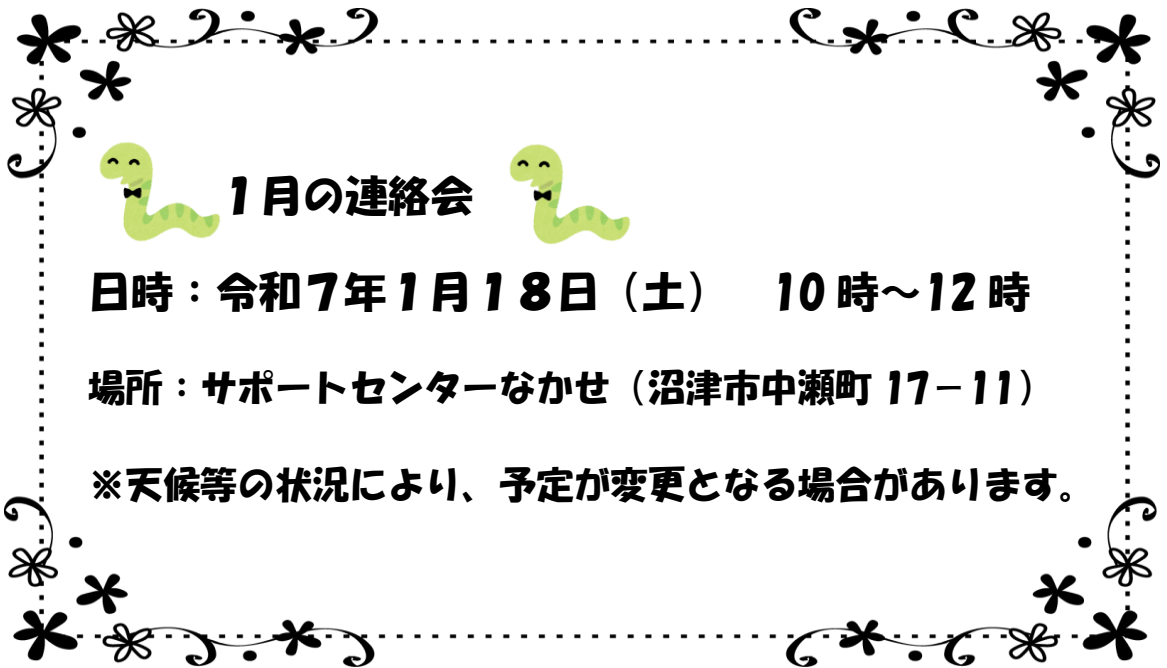 １月の連絡会
日時：令和７年１月１８日（土）　10時～12時
場所：サポートセンターなかせ（沼津市中瀬町 17－11）
※天候等の状況により、予定が変更となる場合があります。